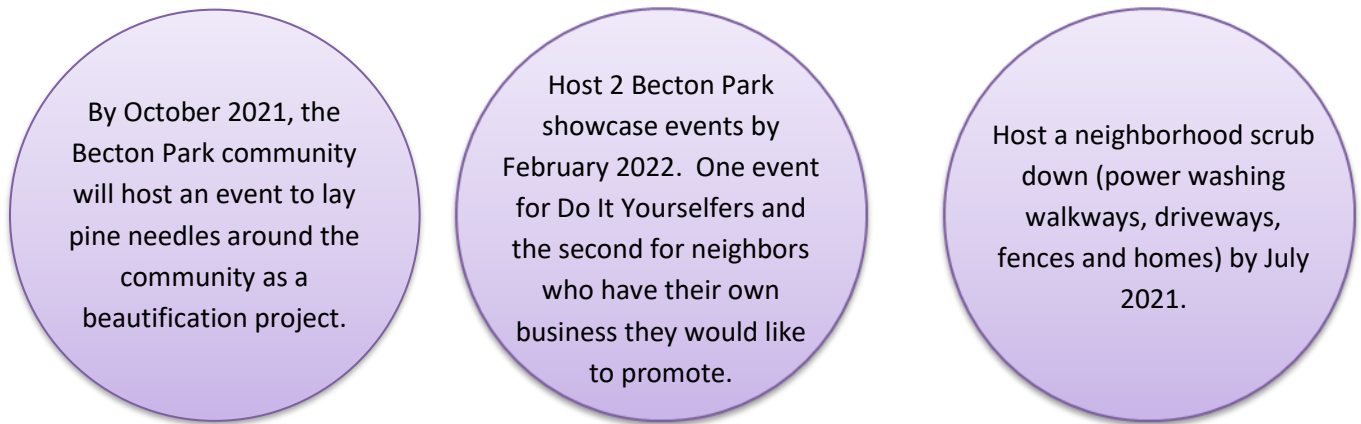 By October 2021, the
Becton Park community
will host an event to lay
pine needles around the
community as a
beautification project.
Host 2 Becton Park
showcase events by
February 2022.  One event
for Do It Yourselfers and
the second for neighbors
who have their own
business they would like
to promote.
Host a neighborhood scrub
down (power washing
walkways, driveways,
fences and homes) by July
2021.